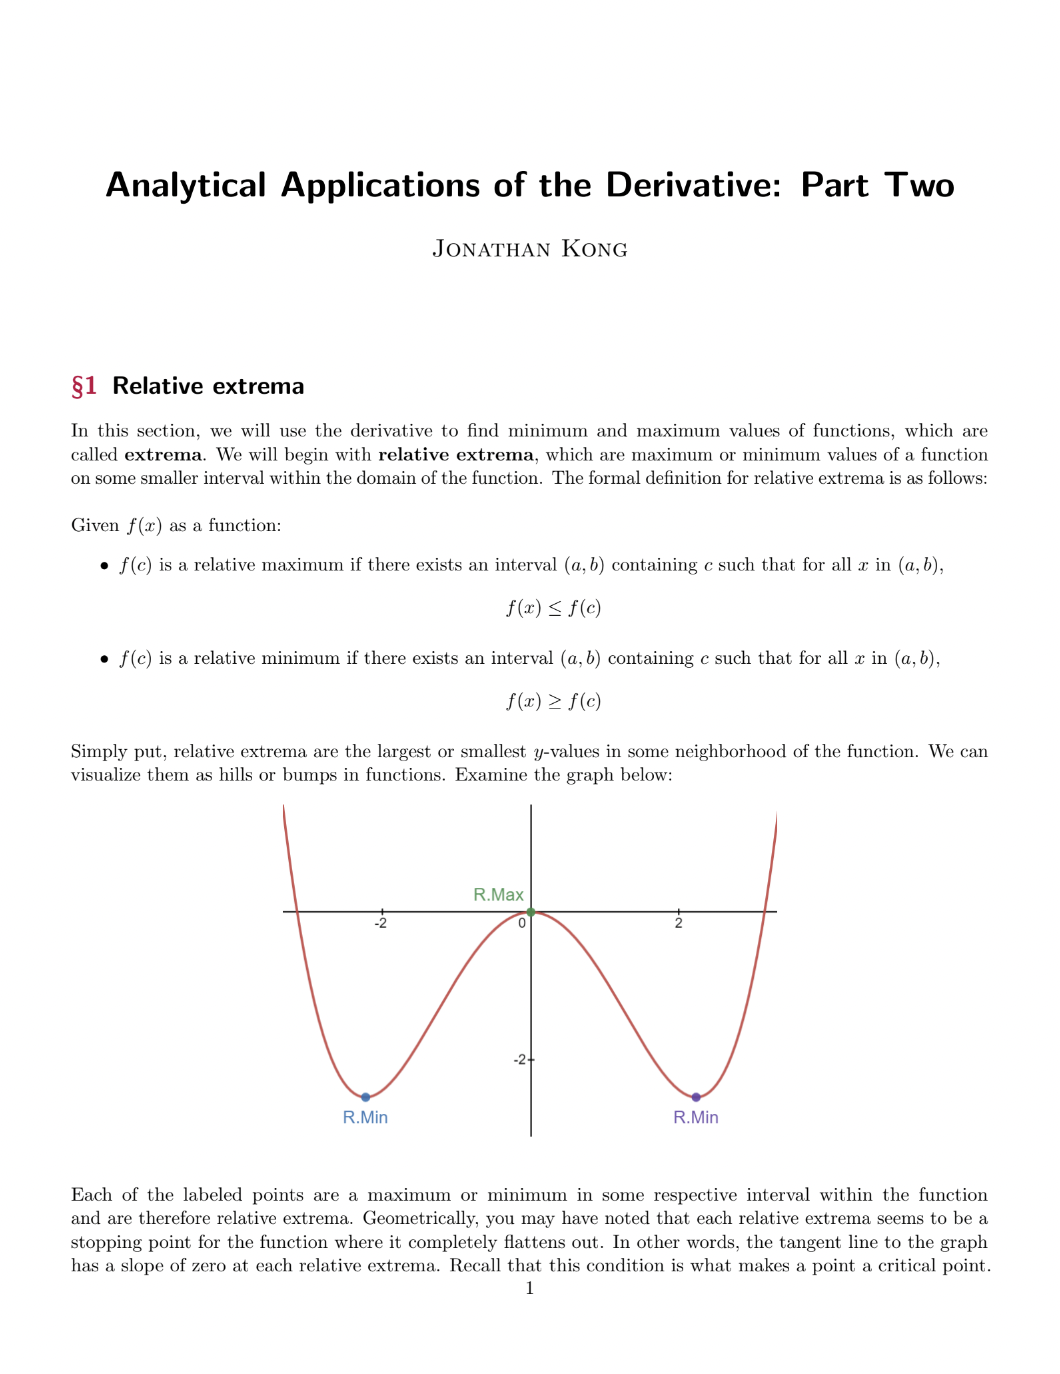 Analytical Applications of the Derivative: Part Two
Jonathan Kong
§1 Relative extrema
In this section, we will use the derivative to find minimum and maximum values of functions, which are
called extrema. We will begin with relative extrema, which are maximum or minimum values of a function
on some smaller interval within the domain of the function. The formal definition for relative extrema is as follows:
Given f(x) as a function:
• f(c) is a relative maximum if there exists an interval (a, b) containing c such that for all x in (a, b),
f(x) ≤ f(c)
• f(c) is a relative minimum if there exists an interval (a, b) containing c such that for all x in (a, b),
f(x) ≥ f(c)
Simply put, relative extrema are the largest or smallest y-values in some neighborhood of the function. We can
visualize them as hills or bumps in functions. Examine the graph below:
R.Max
-2 0 2
-2
R.Min R.Min
Each of the labeled points are a maximum or minimum in some respective interval within the function
and are therefore relative extrema. Geometrically, you may have noted that each relative extrema seems to be a
stopping point for the function where it completely flattens out. In other words, the tangent line to the graph
has a slope of zero at each relative extrema. Recall that this condition is what makes a point a critical point.
1